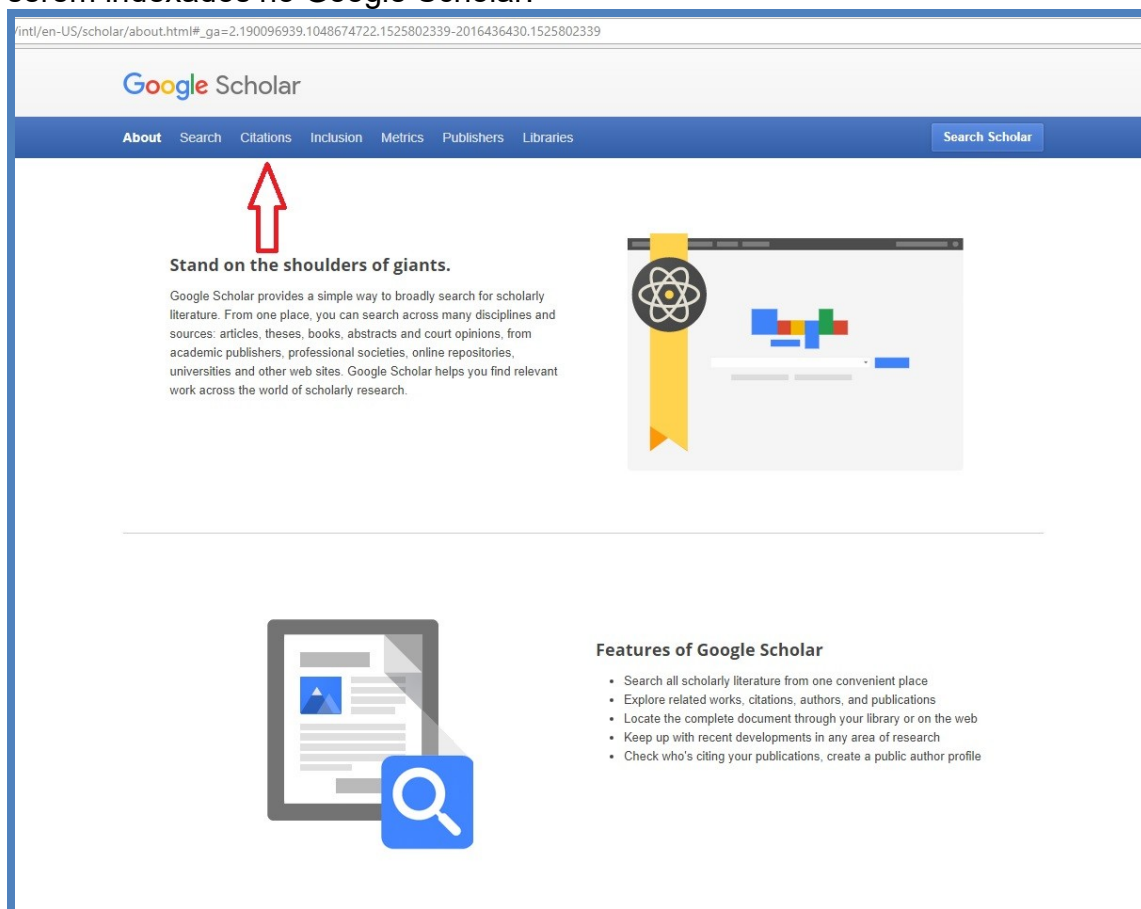 serem indexados no Google Scholar.
/intl/en-US/scholar/about.html#_ga=2.190096939.1048674722.1525802339-2016436430.1525802339
Google Scholar
About Search Citations Inclusion Metrics Publishers Libraries Search Scholar
Stand on the shoulders of giants.
Google Scholar provides a simple way to broadly search for scholarly
literature. From one place, you can search across many disciplines and
sources: articles, theses, books, abstracts and court opinions, from
academic publishers, professional societies, online repositories,
universities and other web sites. Google Scholar helps you find relevant
work across the world of scholarly research.
Features of Google Scholar
• Search all scholarly literature from one convenient place
• Explore related works, citations, authors, and publications
• Locate the complete document through your library or on the web
• Keep up with recent developments in any area of research
• Check who's citing your publications, create a public author profile